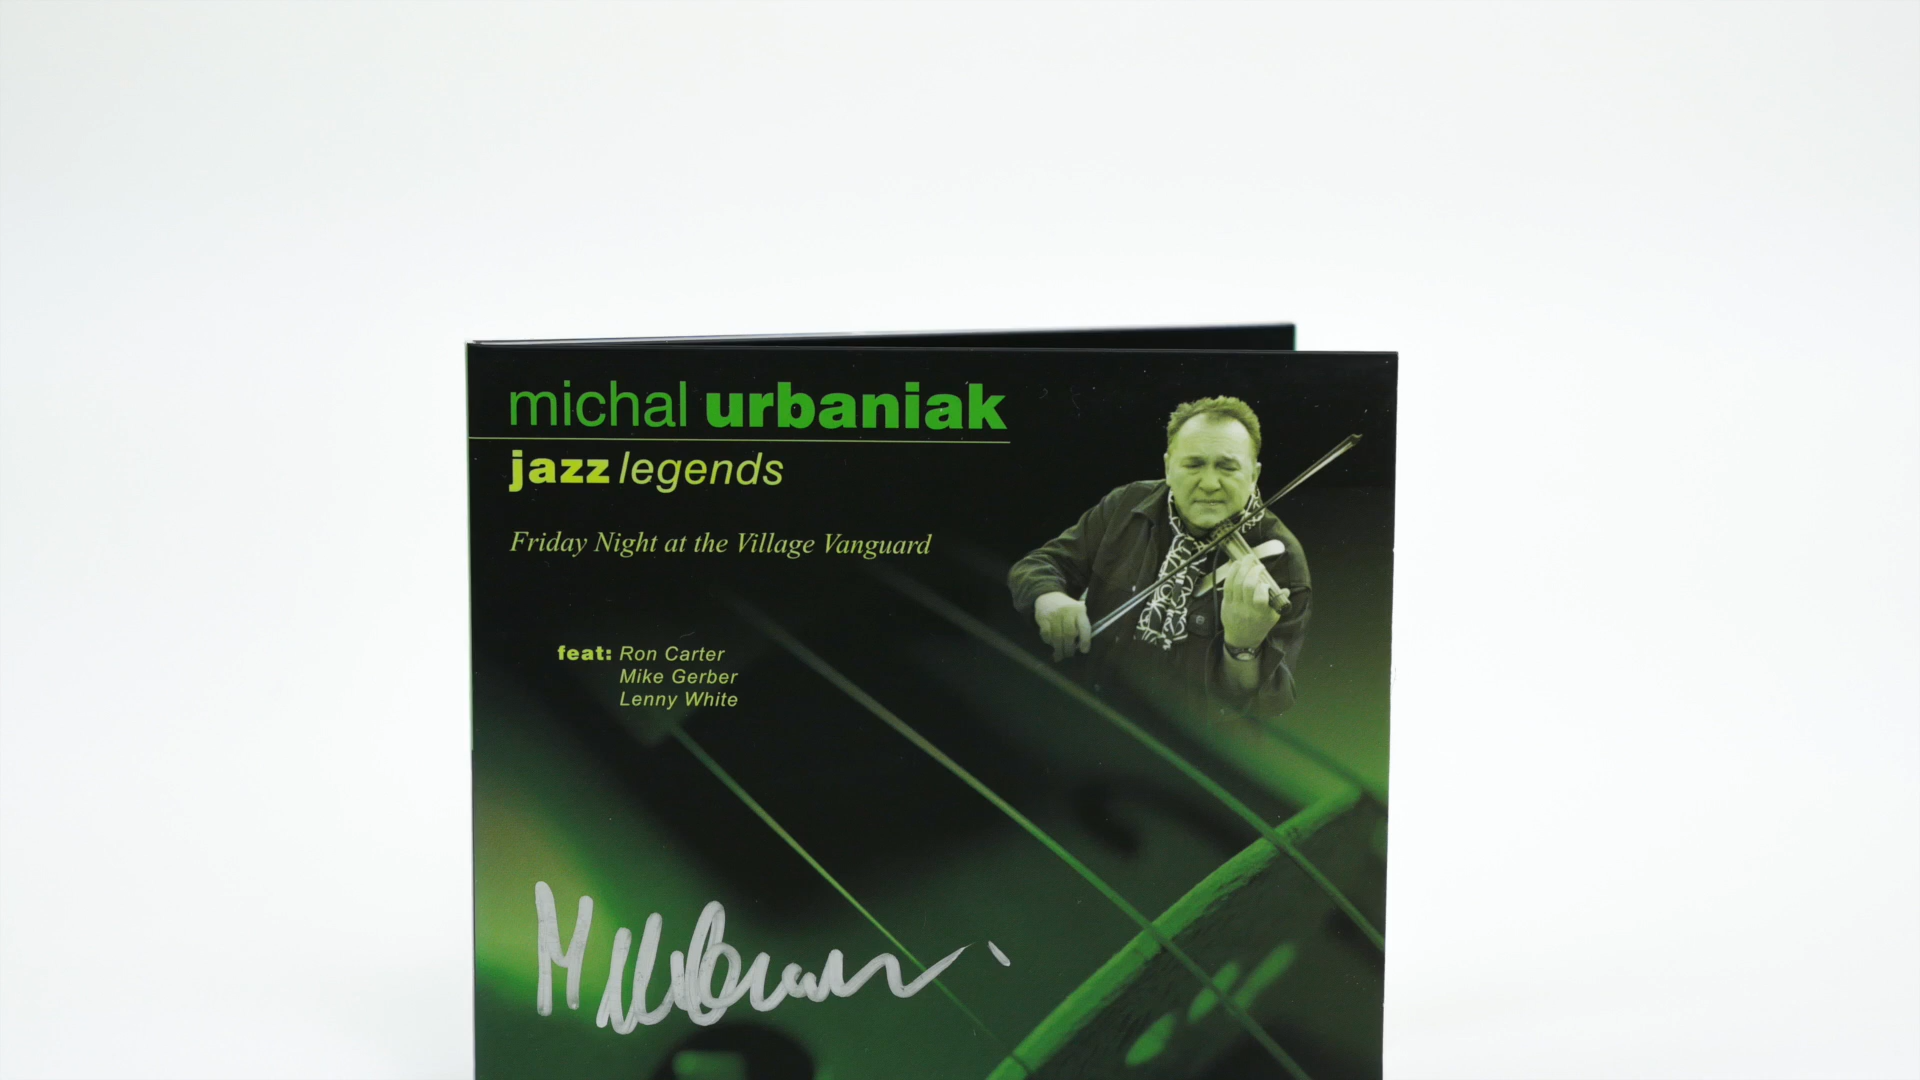 michal urbaniak
jazz legends
Friday Night at the Village Vanguard
feat: Ron Carter
Mike Gerber
Lenny White